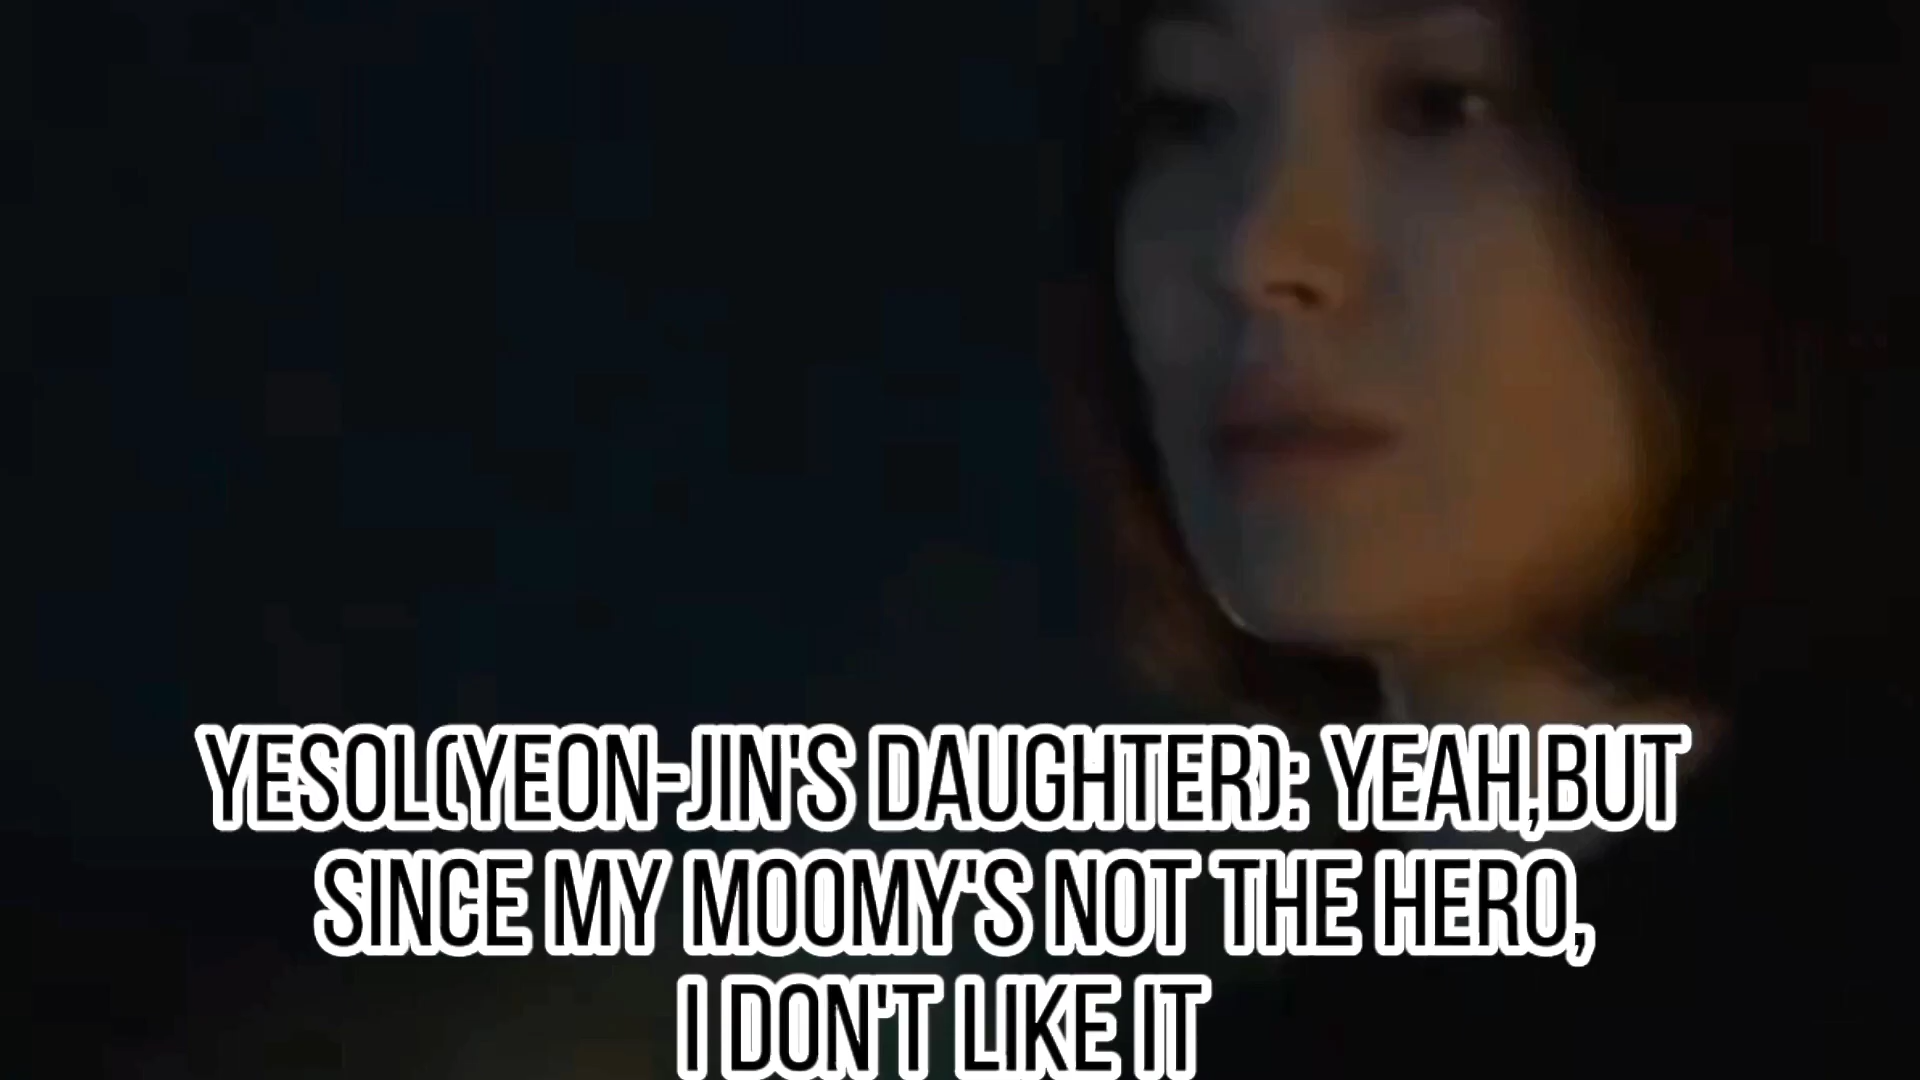 YESOL(YEON-JIN'S DAUGHTER): YEAH,BUT
SINCE MY MOOMY'S NOT THE HERO,
I DON'T LIKE IT